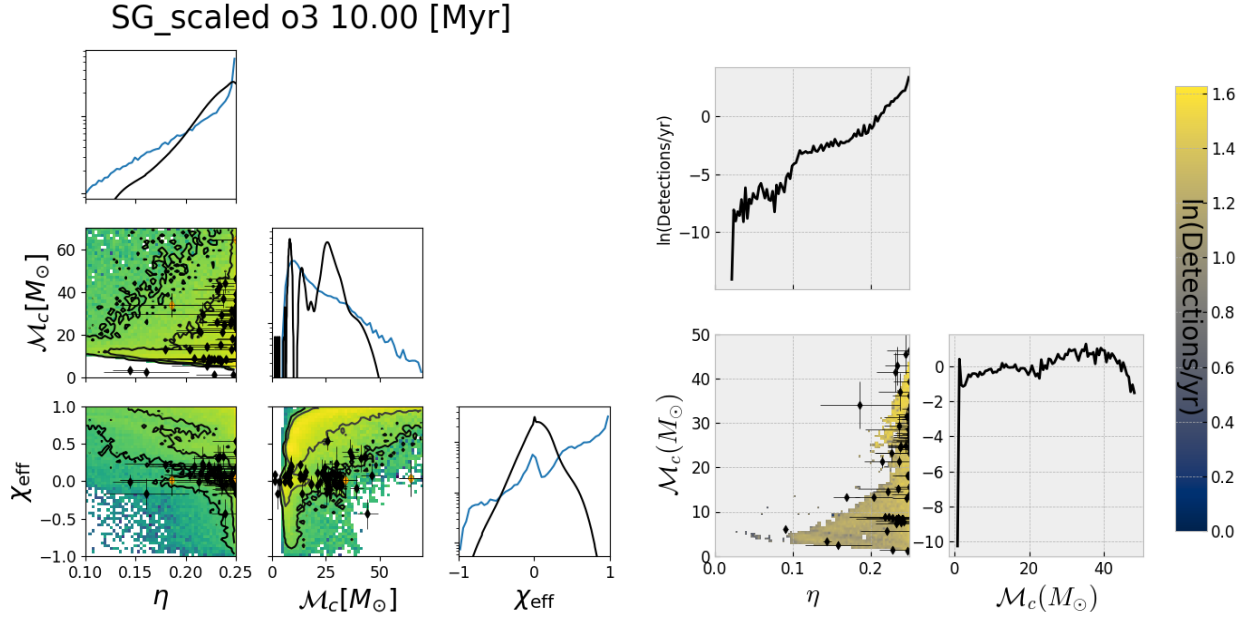 SG_scaled o3 10.00 [Myr]
60
40
20
0
ℳc[M⊙]
1.0
0.5
0.0
−0.5
−1.0
χeff
0.10 0.15 0.20 0.25
η
0 25 50
ℳc[M⊙]
−1 0 1
χeff
0
−5
−10
ln(Detections/yr)
50
40
30
20
10
0
ℳc(M⊙)
0.0 0.1 0.2
η
0
−2
−4
−6
−8
−10
0 20 40
ℳc(M⊙)
1.6
1.4
1.2
1.0
0.8
0.6
0.4
0.2
0.0
ln(Detections/yr)